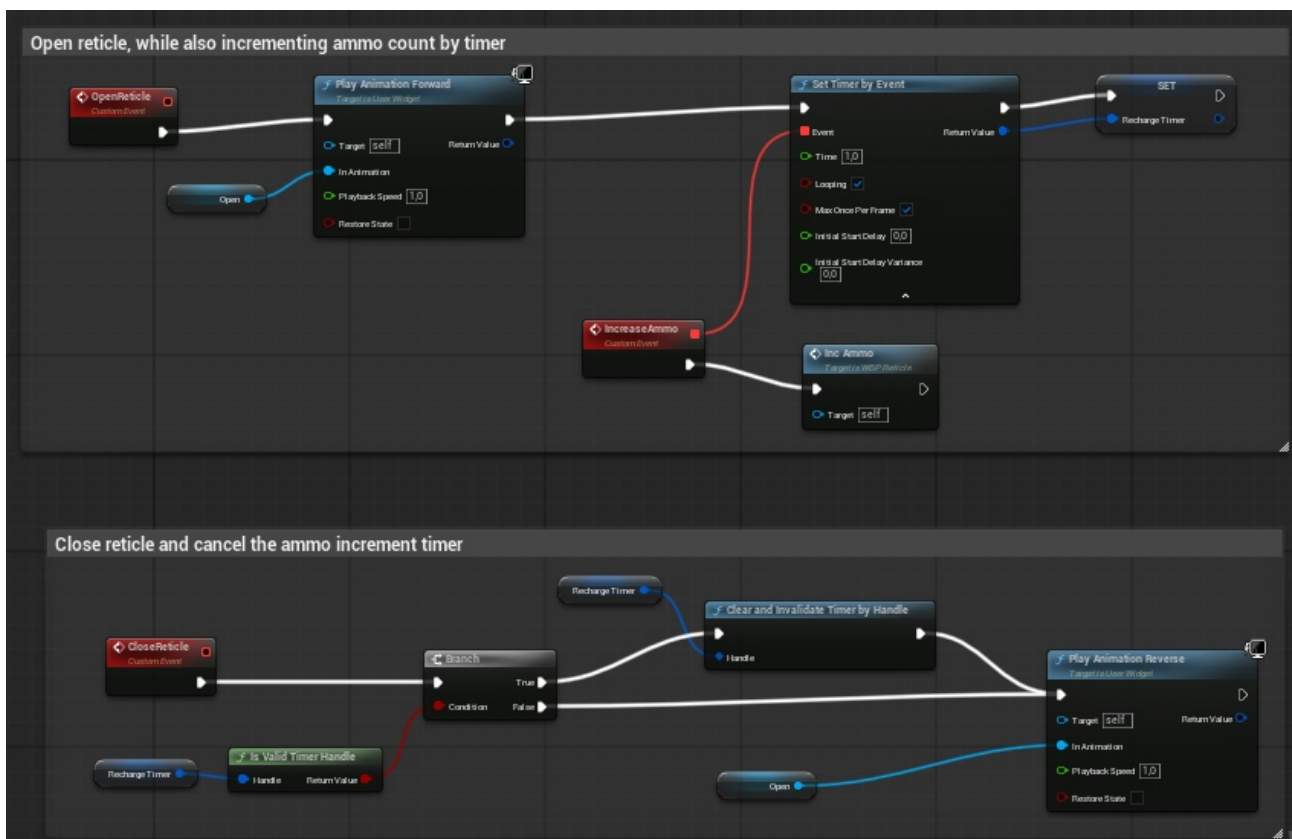 Open reticle, while also incrementing ammo count by timer
OpenReticle
Custom Event
Play Animation Forward
Target is User Widget
Target self
Return Value
In Animation
Playback Speed 1,0
Restore State
Open
Set Timer by Event
Event
Return Value
Time 1,0
Looping
Max Once Per Frame
Initial Start Delay 0,0
Initial Start Delay Variance
0,0
SET
Recharge Timer
IncreaseAmmo
Custom Event
Inc Ammo
Target is WBP Reticle
Target self
Close reticle and cancel the ammo increment timer
CloseReticle
Custom Event
Recharge Timer
Is Valid Timer Handle
Handle
Return Value
Branch
True
Condition
False
Recharge Timer
Clear and Invalidate Timer by Handle
Handle
Open
Play Animation Reverse
Target is User Widget
Target self
Return Value
In Animation
Playback Speed 1,0
Restore State